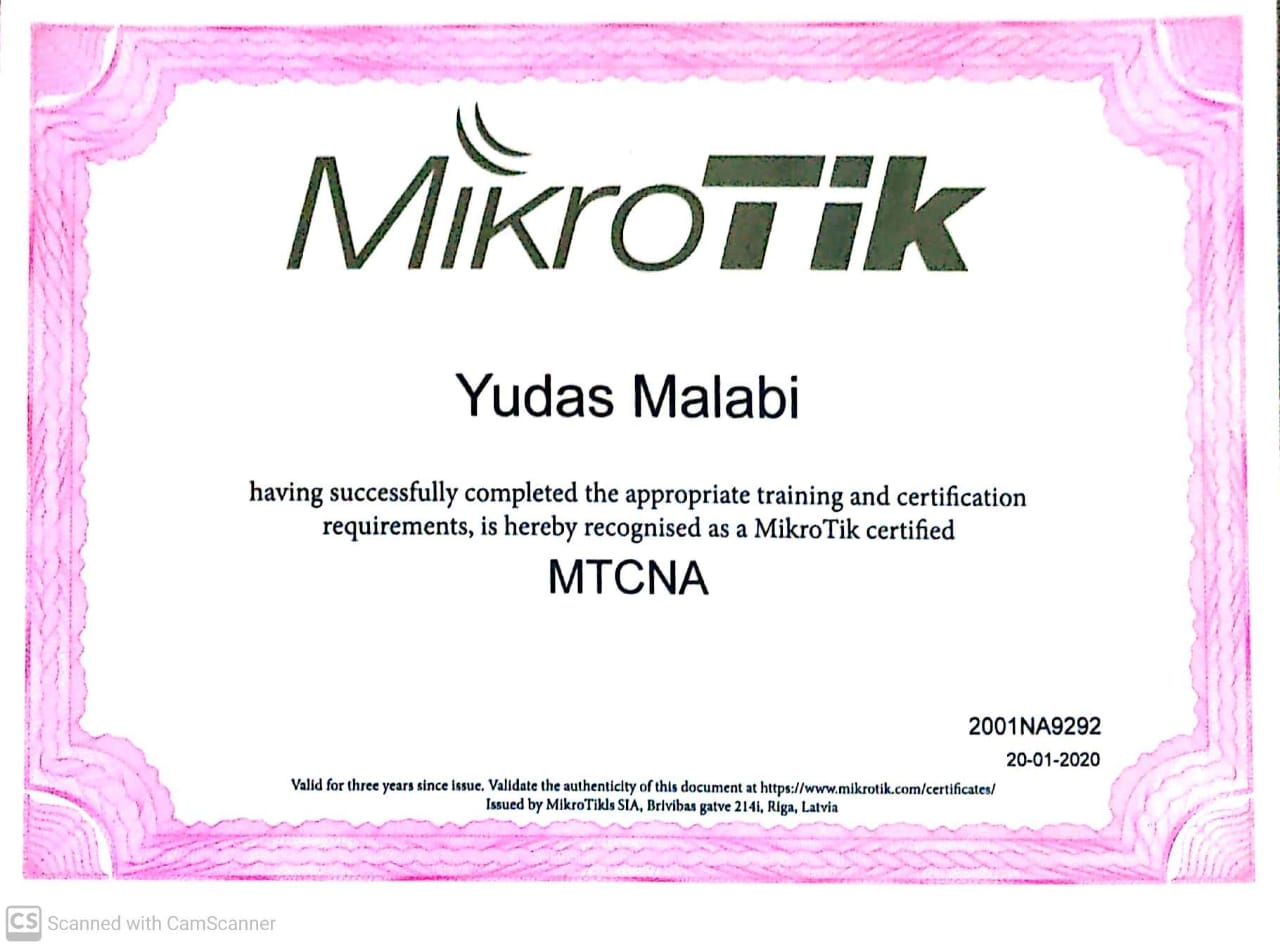 MikroTik
Yudas Malabi
having successfully completed the appropriate training and certification
requirements, is hereby recognised as a MikroTik certified
MTCNA
2001NA9292
20-01-2020
Valid for three years since issue. Validate the authenticity of this document at https://www.mikrotik.com/certificates/
Issued by MikroTikls SIA, Brivibas gatve 214i, Riga, Latvia
CS Scanned with CamScanner